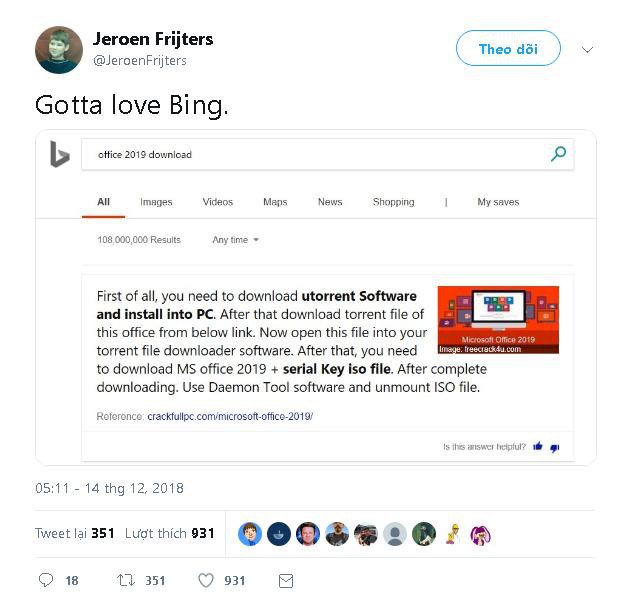 Jeroen Frijters
@JeroenFrijters
Theo dõi
Gotta love Bing.
office 2019 download
All Images Videos Maps News Shopping | My saves
108,000,000 Results Any time
First of all, you need to download utorrent Software
and install into PC. After that download torrent file of
this office from below link. Now open this file into your
torrent file downloader software. After that, you need
to download MS office 2019 + serial Key iso file. After complete
downloading. Use Daemon Tool software and unmount ISO file.
Microsoft Office 2019
Image: freecrack4u.com
Reference: crackfullpc.com/microsoft-office-2019/
Is this answer helpful?
05:11 - 14 thg 12, 2018
Tweet lại 351 Lượt thích 931
18 351 931